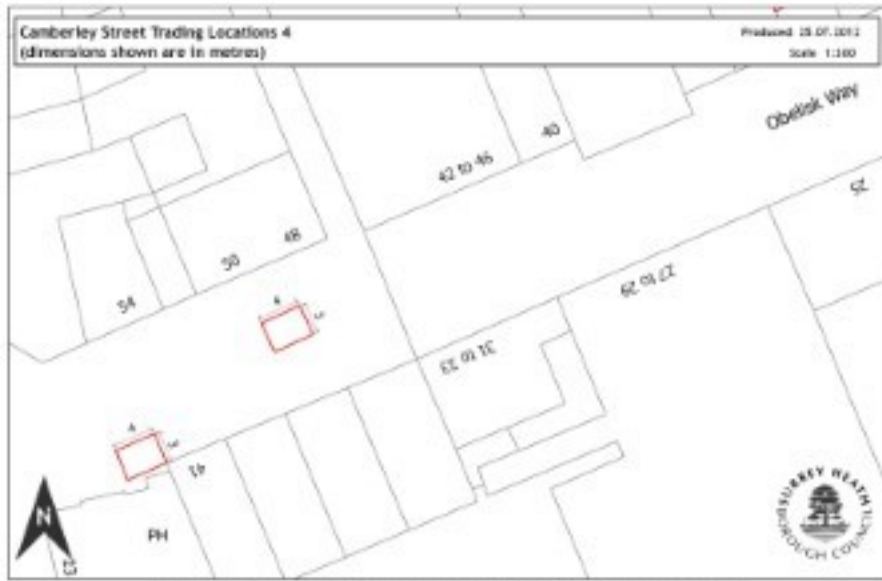 Camberley Street Trading Locations 4
(dimensions shown are in metres)
Produced: 25.07.2012
Scale 1:300
Obelisk Way
40
42 to 46
25
48
50
54
27 to 29
4
3
31 to 33
4
3
41
N
PH
23
SURREY HEATH
BOROUGH COUNCIL